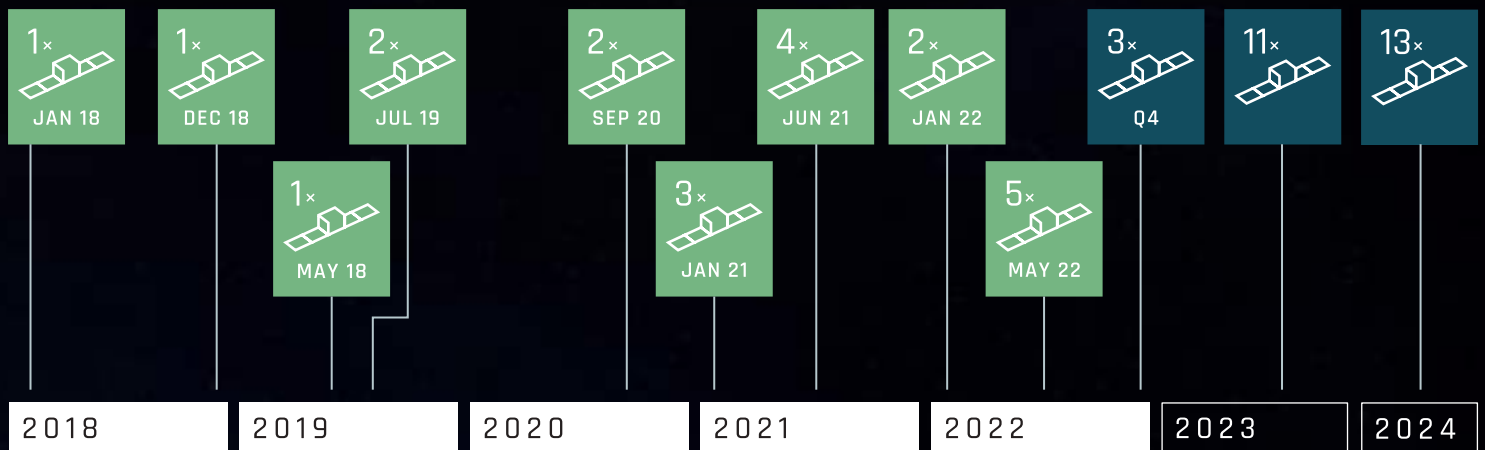 1×
JAN 18
1×
DEC 18
2×
JUL 19
2×
SEP 20
4×
JUN 21
2×
JAN 22
3×
Q4
11×
13×
1×
MAY 18
3×
JAN 21
5×
MAY 22
2018
2019
2020
2021
2022
2023
2024